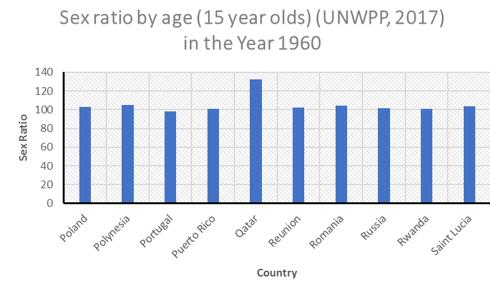 Sex ratio by age (15 year olds) (UNWPP, 2017)
in the Year 1960
140
120
100
80
60
40
20
0
Sex Ratio
Poland
Polynesia
Portugal
Puerto Rico
Qatar
Reunion
Romania
Russia
Rwanda
Saint Lucia
Country